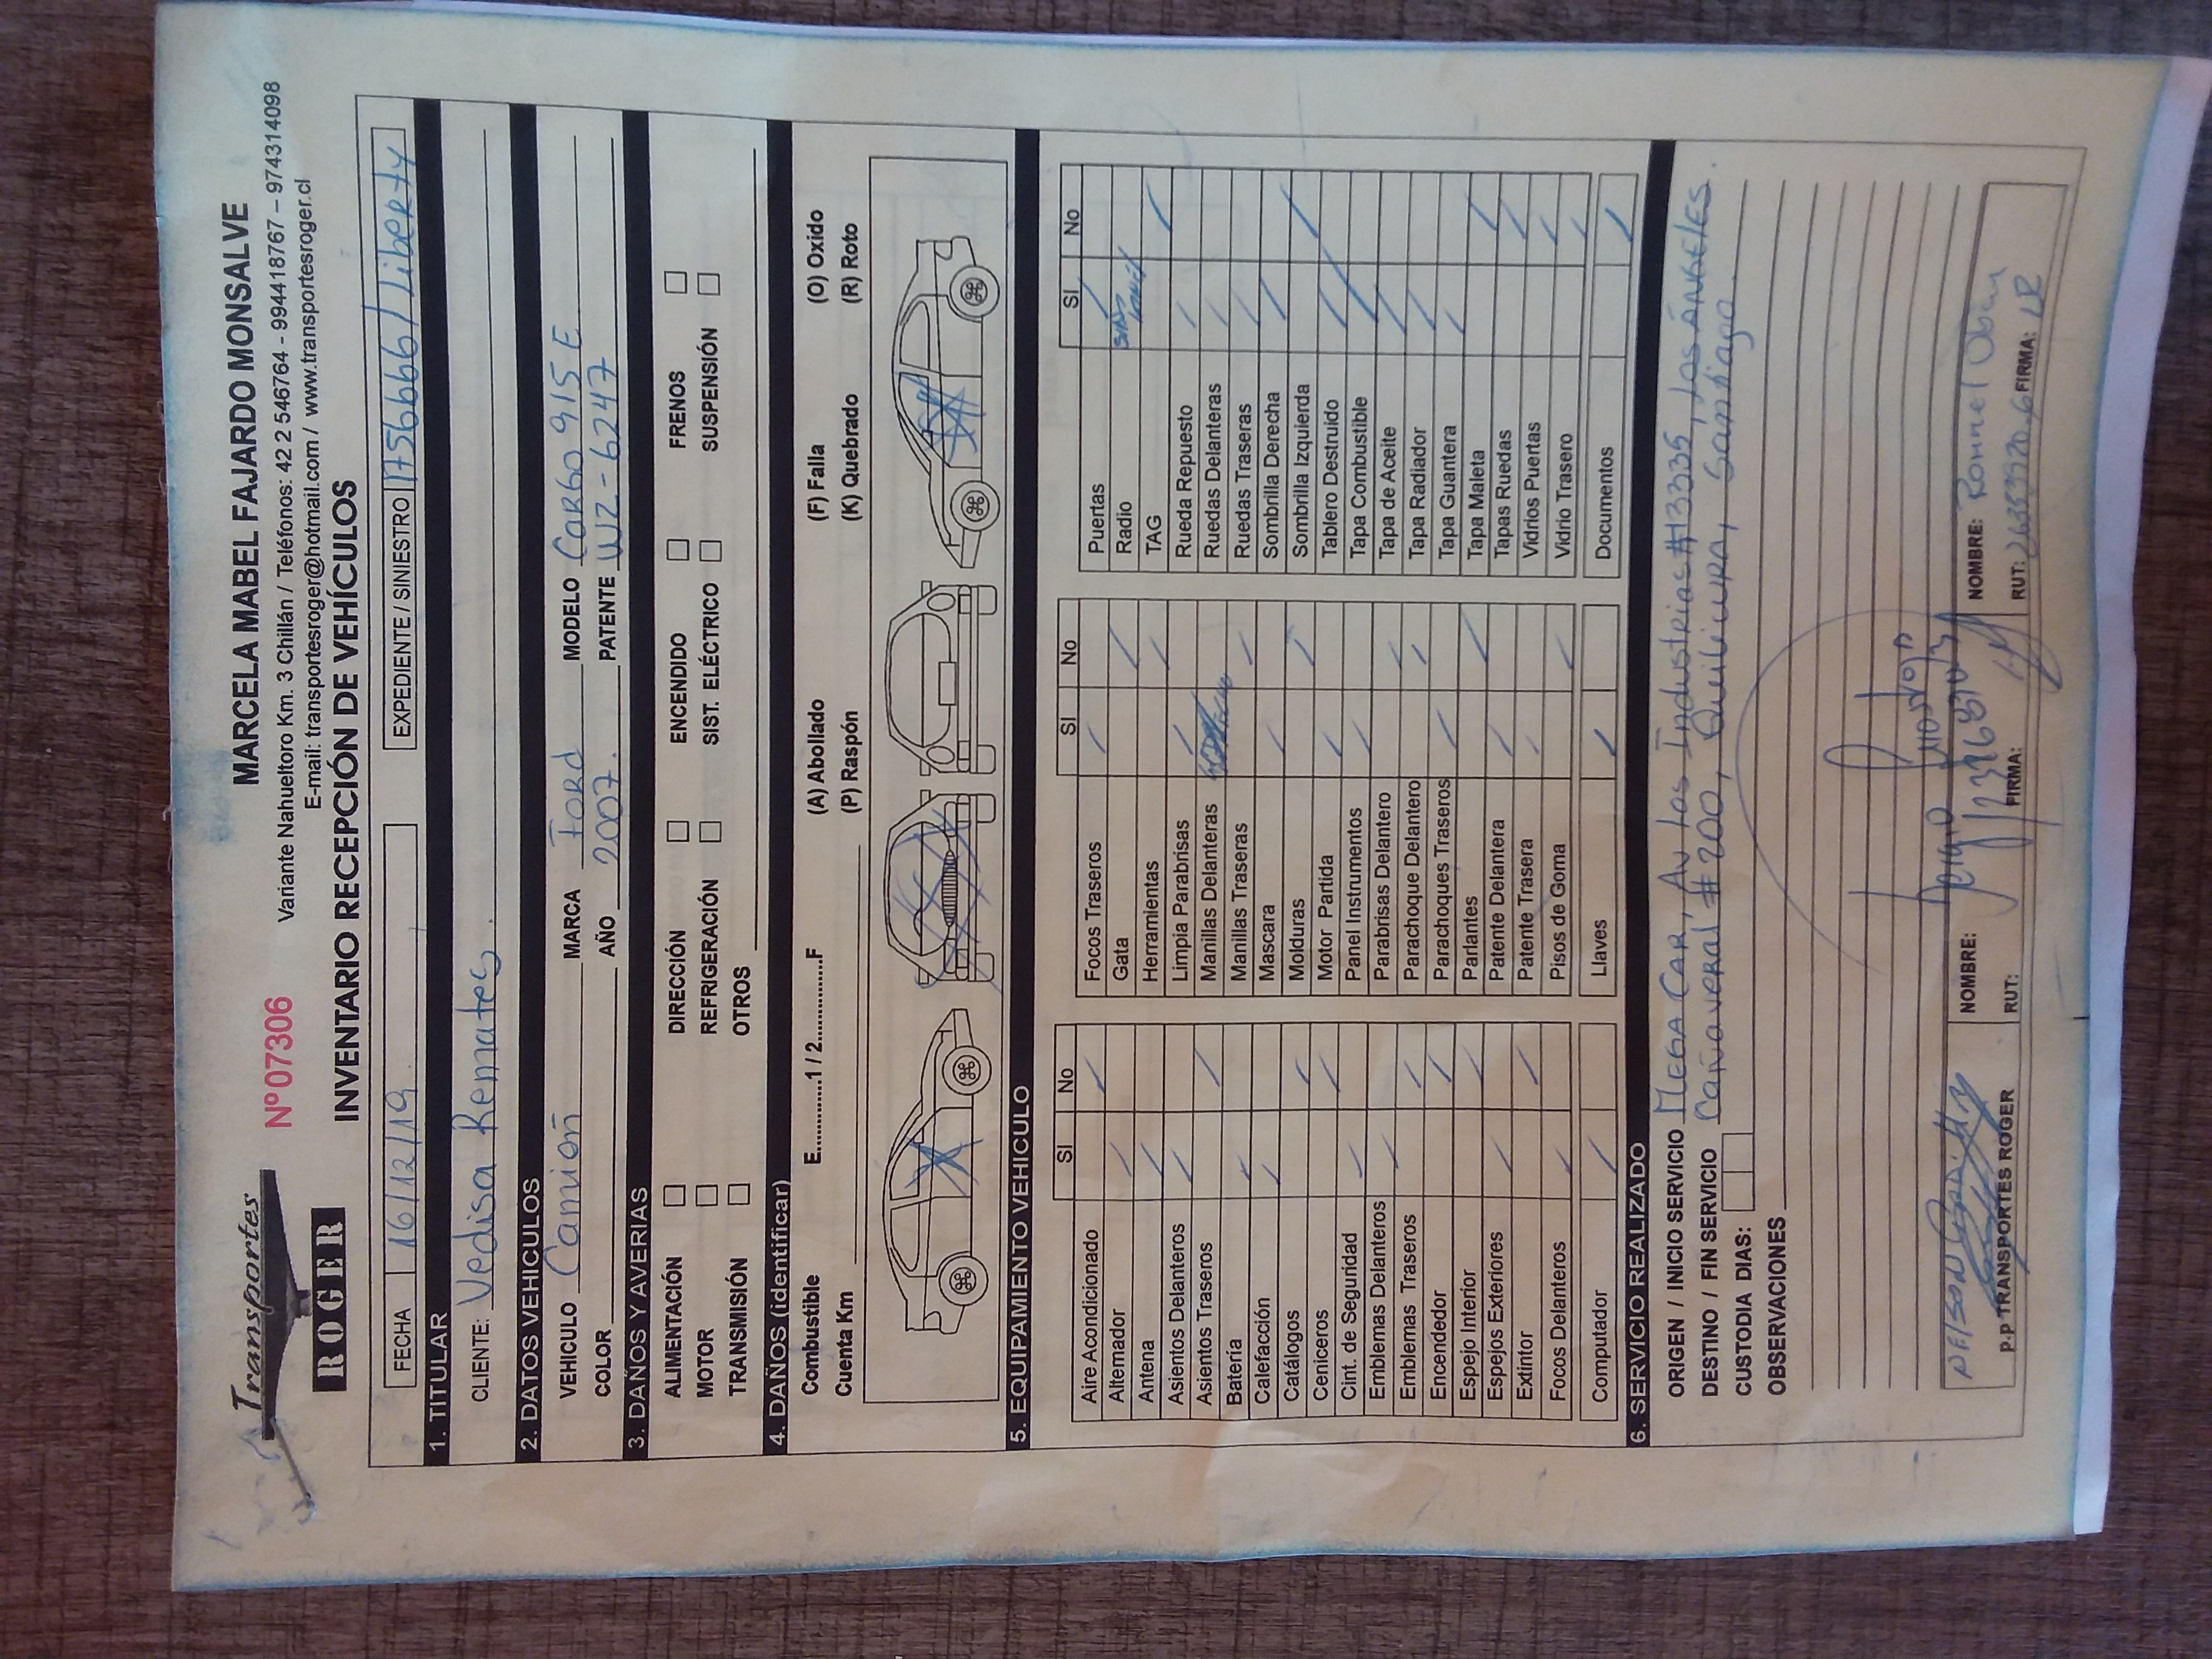 Transportes
ROGER
Nº 07306
MARCELA MABEL FAJARDO MONSALVE
Variante Nahueltoro Km. 3 Chillán / Teléfonos: 42 2 546764 - 994418767 – 974314098
E-mail: transportesroger@hotmail.com / www.transportesroger.cl
INVENTARIO RECEPCIÓN DE VEHÍCULOS
FECHA 16/12/19 EXPEDIENTE / SINIESTRO 1756666/ liberty
1. TITULAR
CLIENTE: Vedisa Remates.
2. DATOS VEHICULOS
VEHICULO Camión MARCA Ford MODELO Cargo 915 E
COLOR AÑO 2007. PATENTE WZ-6247
3. DAÑOS Y AVERIAS
ALIMENTACIÓN DIRECCIÓN ENCENDIDO FRENOS
MOTOR REFRIGERACIÓN SIST. ELÉCTRICO SUSPENSIÓN
TRANSMISIÓN OTROS
4. DAÑOS (identificar)
Combustible E............1 / 2............F (A) Abollado (F) Falla (O) Oxido
Cuenta Km (P) Raspón (K) Quebrado (R) Roto
5. EQUIPAMIENTO VEHICULO
SI No
Aire Acondicionado
Alternador
Antena
Asientos Delanteros
Asientos Traseros
Batería
Calefacción
Catálogos
Ceniceros
Cint. de Seguridad
Emblemas Delanteros
Emblemas Traseros
Encendedor
Espejo Interior
Espejos Exteriores
Extintor
Focos Delanteros
Computador
SI No
Focos Traseros
Gata
Herramientas
Limpia Parabrisas
Manillas Delanteras
Manillas Traseras
Mascara
Molduras
Motor Partida
Panel Instrumentos
Parabrisas Delantero
Parachoque Delantero
Parachoques Traseros
Parlantes
Patente Delantera
Patente Trasera
Pisos de Goma
Llaves
SI No
Puertas
Radio
TAG
Rueda Repuesto
Ruedas Delanteras
Ruedas Traseras
Sombrilla Derecha
Sombrilla Izquierda
Tablero Destruido
Tapa Combustible
Tapa de Aceite
Tapa Radiador
Tapa Guantera
Tapa Maleta
Tapas Ruedas
Vidrios Puertas
Vidrio Trasero
Documentos
6. SERVICIO REALIZADO
ORIGEN / INICIO SERVICIO MEGA CAR, Av las Industrias #13335, los ángeles.
DESTINO / FIN SERVICIO Cañaveral #200, Quilicura, Santiago.
CUSTODIA DIAS:
OBSERVACIONES
p.p TRANSPORTES ROGER
NOMBRE:
RUT: FIRMA:
NOMBRE: Rommel
RUT: FIRMA: